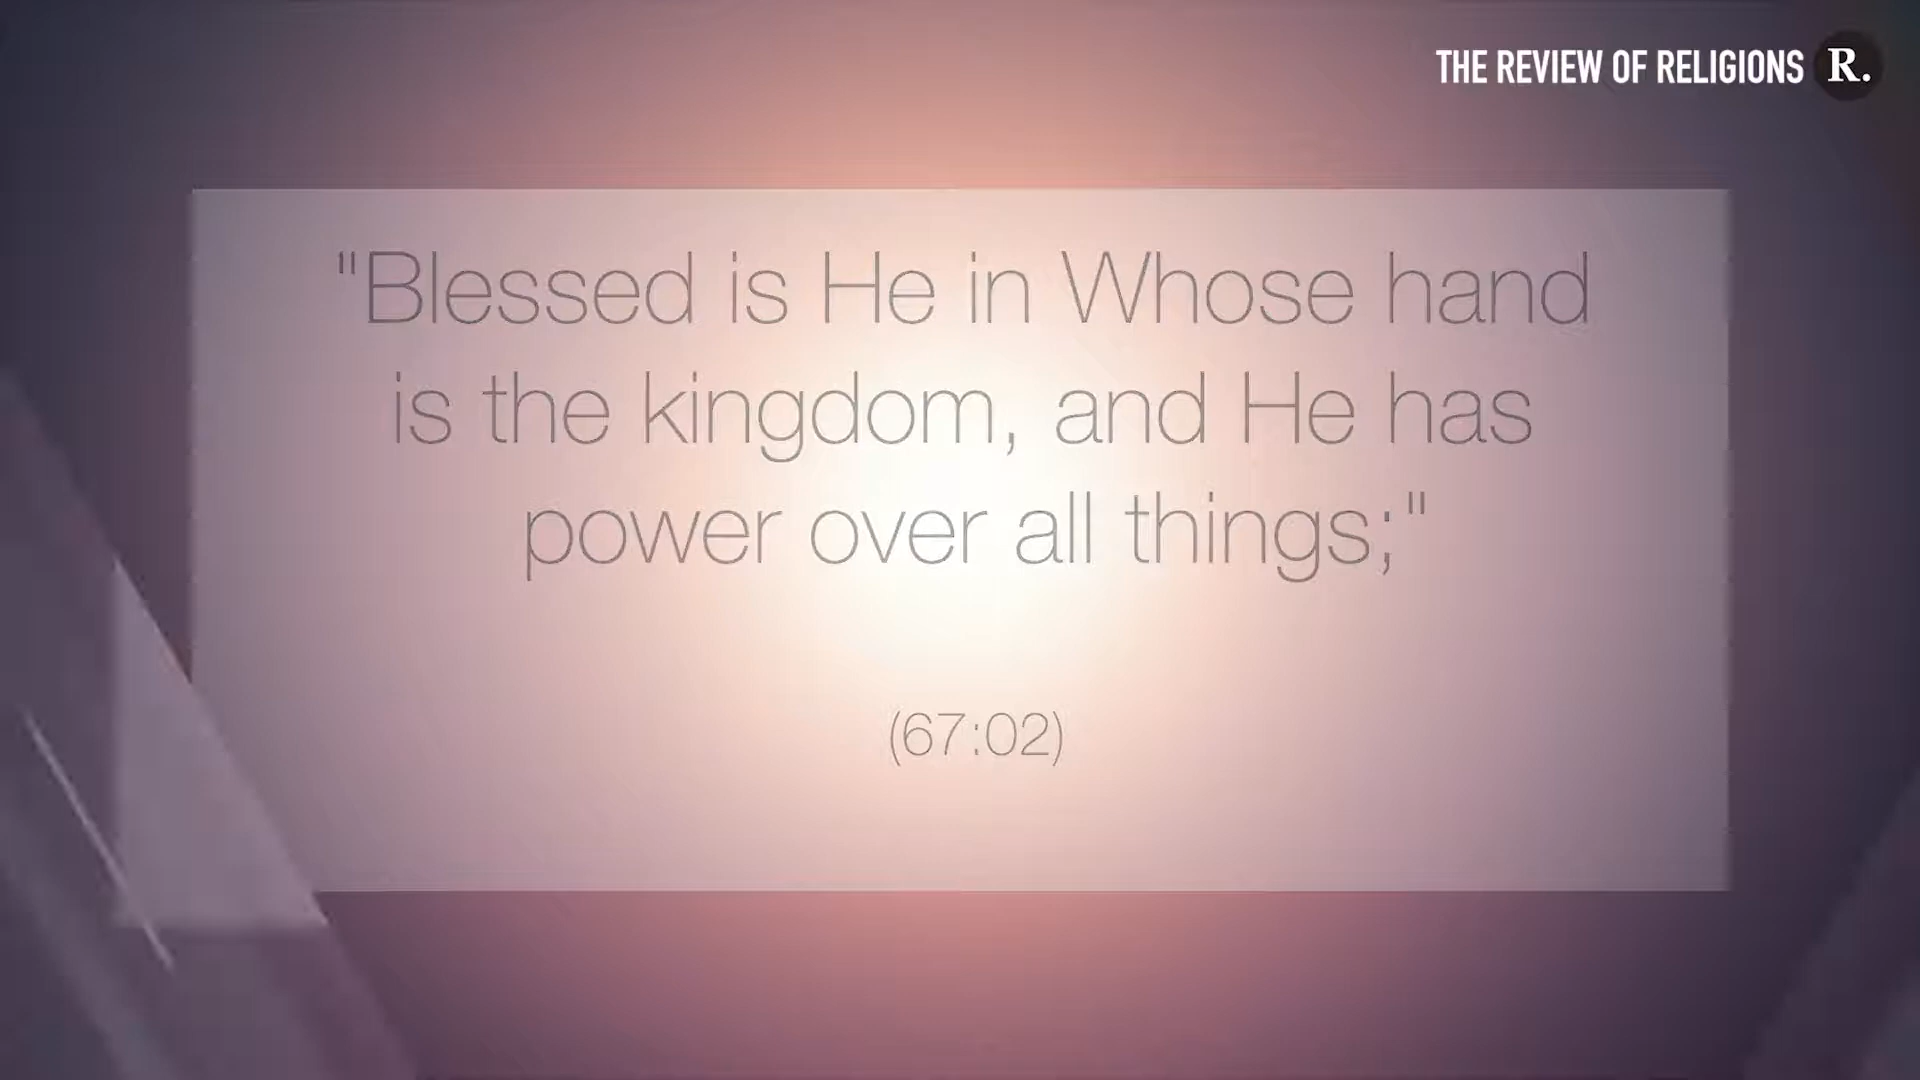 THE REVIEW OF RELIGIONS R.
"Blessed is He in Whose hand
is the kingdom, and He has
power over all things;"
(67:02)